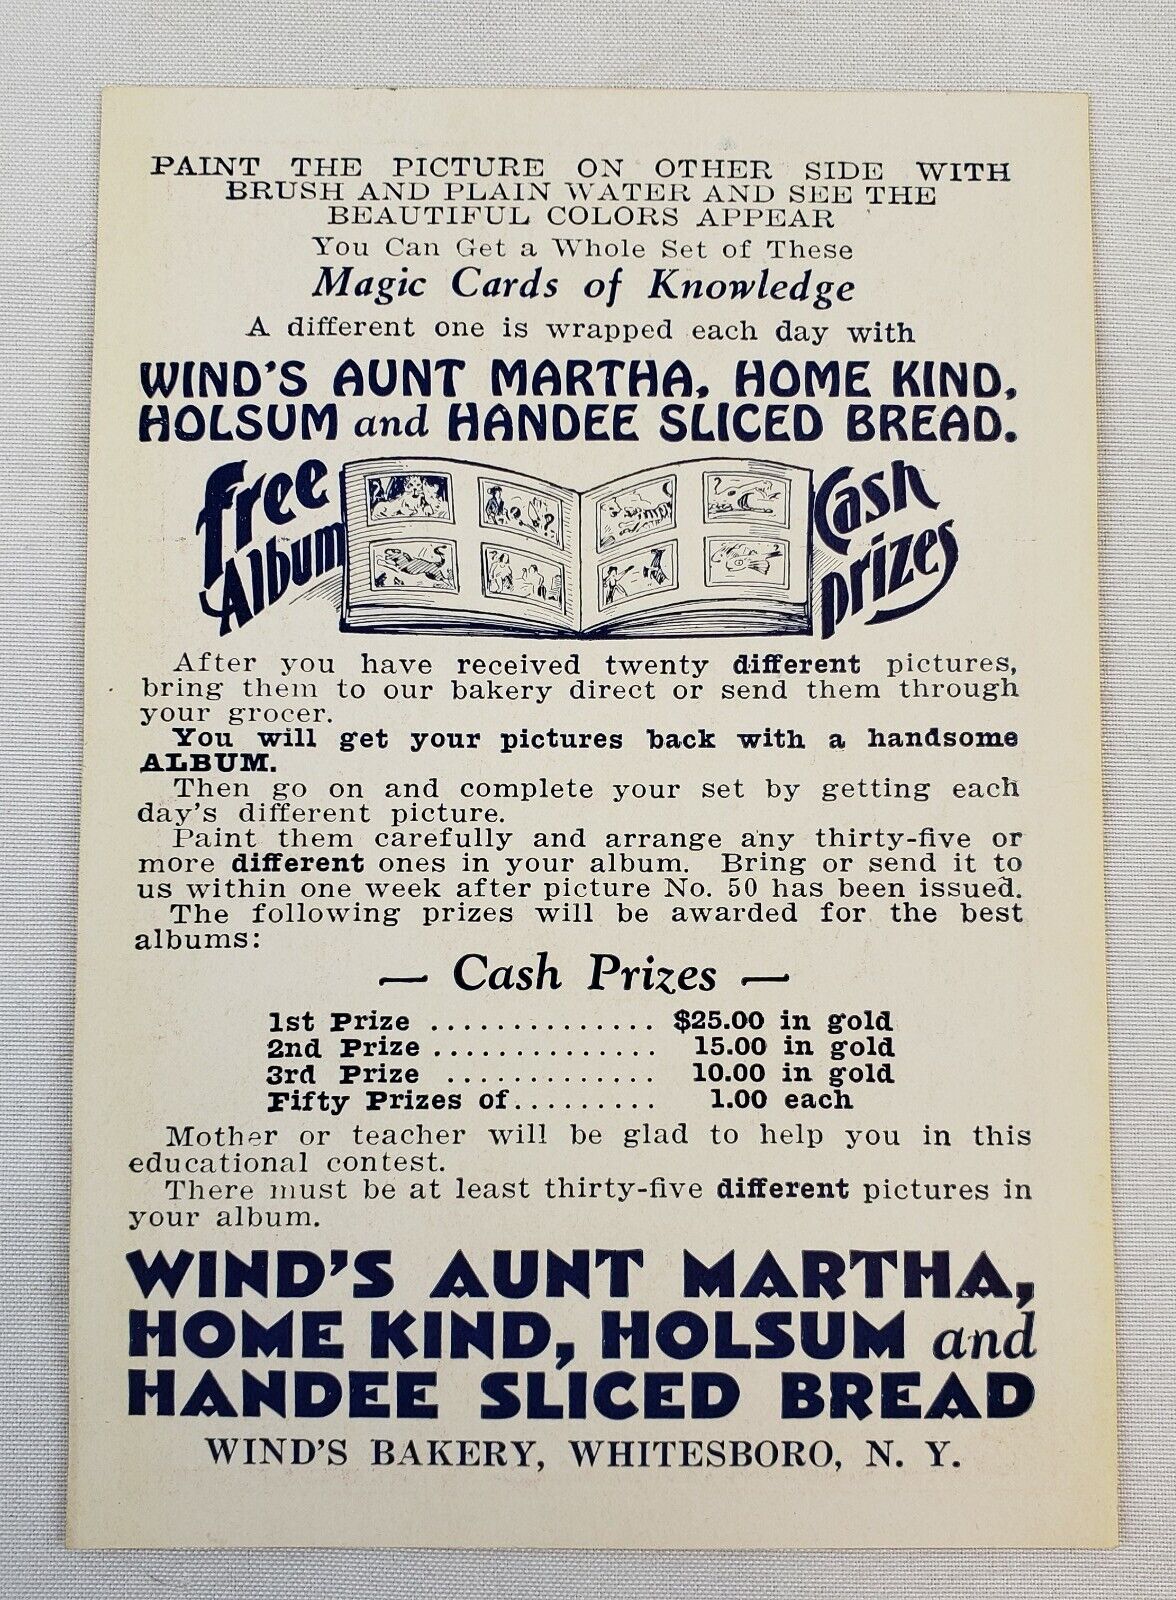 PAINT THE PICTURE ON OTHER SIDE WITH
BRUSH AND PLAIN WATER AND SEE THE
BEAUTIFUL COLORS APPEAR
You Can Get a Whole Set of These
Magic Cards of Knowledge
A different one is wrapped each day with
WIND'S AUNT MARTHA, HOME KIND,
HOLSUM and HANDEE SLICED BREAD.
Free Album
Cash Prizes
After you have received twenty different pictures,
bring them to our bakery direct or send them through
your grocer.
You will get your pictures back with a handsome
ALBUM.
Then go on and complete your set by getting each
day's different picture.
Paint them carefully and arrange any thirty-five or
more different ones in your album. Bring or send it to
us within one week after picture No. 50 has been issued.
The following prizes will be awarded for the best
albums:
— Cash Prizes —
1st Prize .............. $25.00 in gold
2nd Prize .............. 15.00 in gold
3rd Prize ............. 10.00 in gold
Fifty Prizes of......... 1.00 each
Mother or teacher will be glad to help you in this
educational contest.
There must be at least thirty-five different pictures in
your album.
WIND'S AUNT MARTHA,
HOME KIND, HOLSUM and
HANDEE SLICED BREAD
WIND'S BAKERY, WHITESBORO, N. Y.